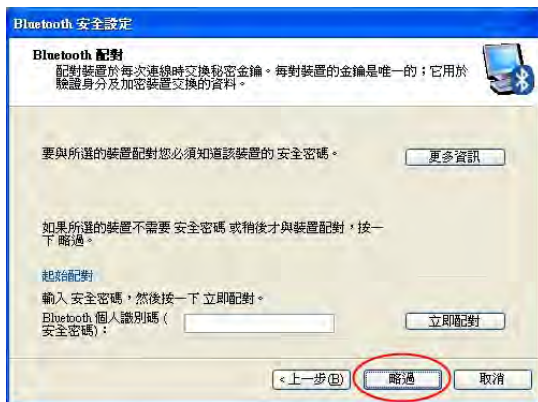 Bluetooth 安全設定
Bluetooth 配對
配對裝置於每次連線時交換秘密金鑰。每對裝置的金鑰是唯一的；它用於
驗證身分及加密裝置交換的資料。
要與所選的裝置配對您必須知道該裝置的 安全密碼。
更多資訊
如果所選的裝置不需要 安全密碼 或稍後才與裝置配對，按一
下 略過。
起始配對
輸入 安全密碼，然後按一下 立即配對。
Bluetooth 個人識別碼 (
安全密碼)：
立即配對
<上一步(B)
略過
取消